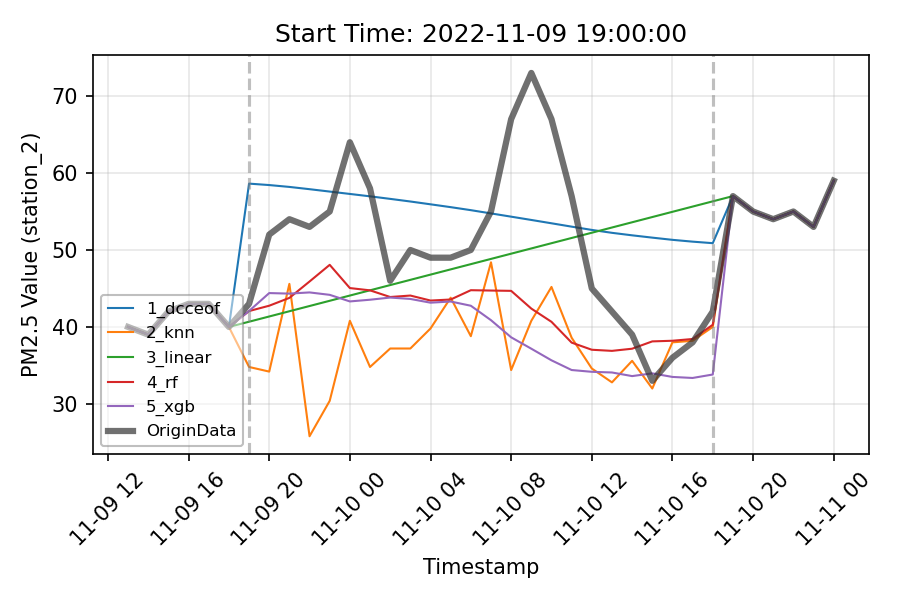 Start Time: 2022-11-09 19:00:00
PM2.5 Value (station_2)
70
60
50
40
30
1_dcceof
2_knn
3_linear
4_rf
5_xgb
OriginData
11-09 12
11-09 16
11-09 20
11-10 00
11-10 04
11-10 08
11-10 12
11-10 16
11-10 20
11-11 00
Timestamp